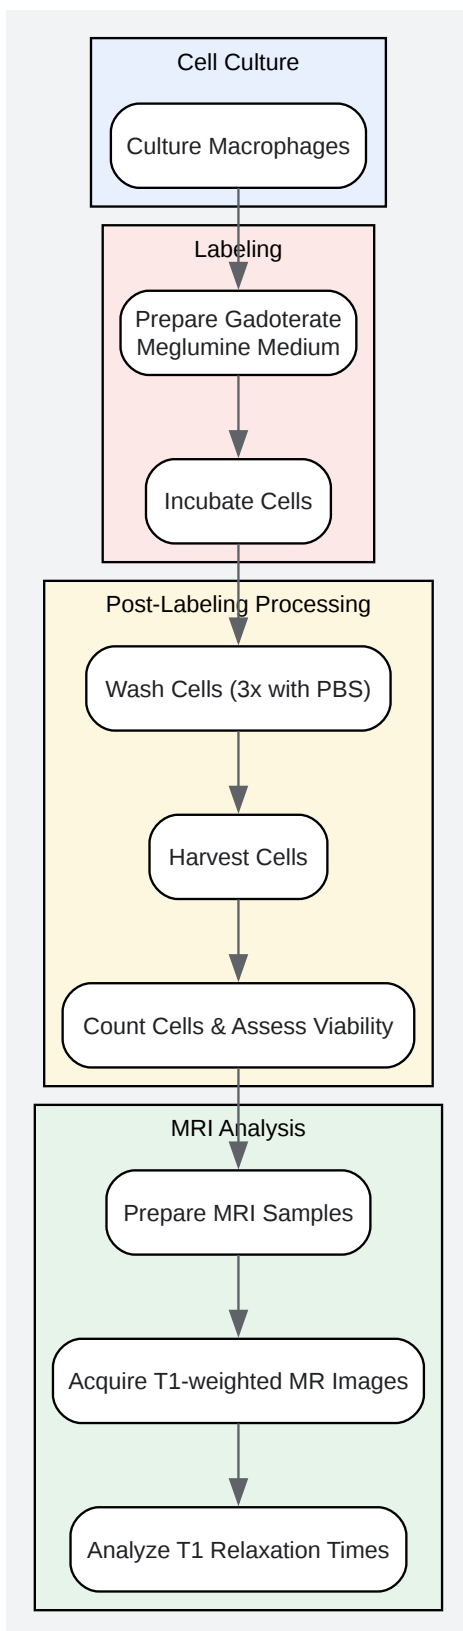 Cell Culture
Culture Macrophages
Labeling
Prepare Gadoterate
Meglumine Medium
Incubate Cells
Post-Labeling Processing
Wash Cells (3x with PBS)
Harvest Cells
Count Cells & Assess Viability
MRI Analysis
Prepare MRI Samples
Acquire T1-weighted MR Images
Analyze T1 Relaxation Times